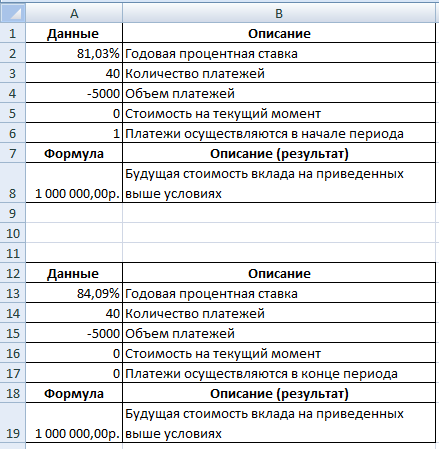 A B
1 Данные Описание
2 81,03% Годовая процентная ставка
3 40 Количество платежей
4 -5000 Объем платежей
5 0 Стоимость на текущий момент
6 1 Платежи осуществляются в начале периода
7 Формула Описание (результат)
Будущая стоимость вклада на приведенных
8 1 000 000,00р. выше условиях
9
10
11
12 Данные Описание
13 84,09% Годовая процентная ставка
14 40 Количество платежей
15 -5000 Объем платежей
16 0 Стоимость на текущий момент
17 0 Платежи осуществляются в конце периода
18 Формула Описание (результат)
Будущая стоимость вклада на приведенных
19 1 000 000,00р. выше условиях